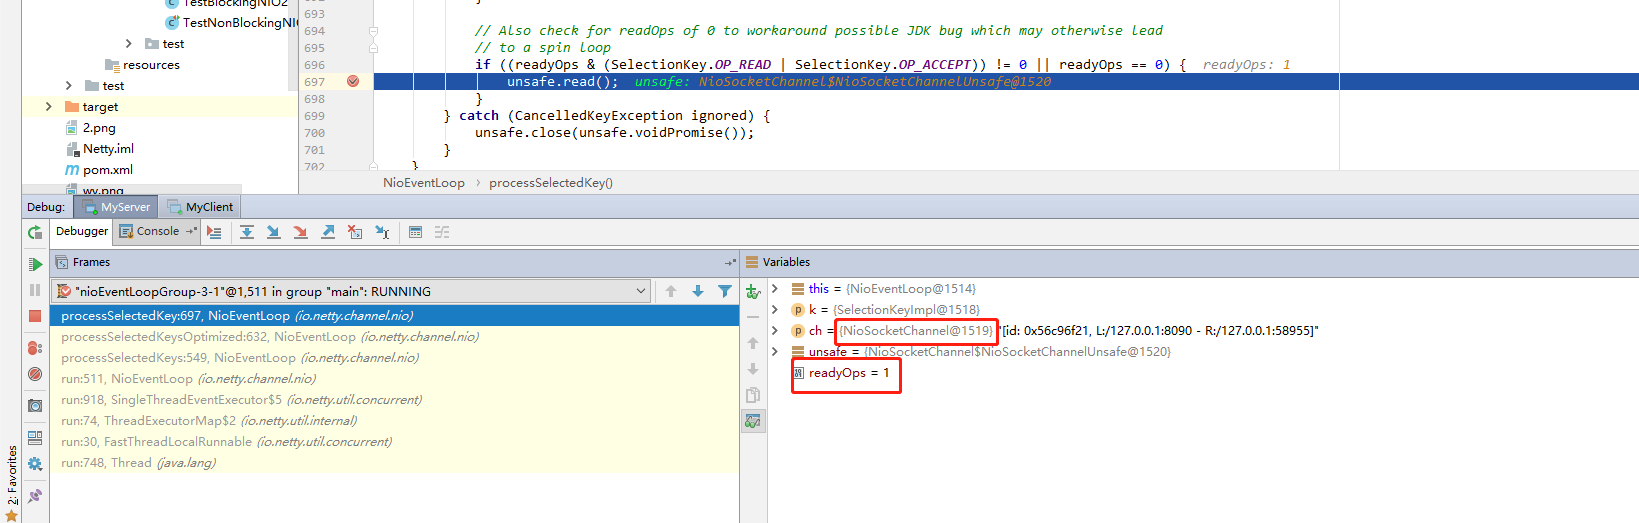 TestBlockingNIO2
TestNonBlockingNIO
test
resources
test
target
2.png
Netty.iml
pom.xml
wy.png
693
694 // Also check for readOps of 0 to workaround possible JDK bug which may otherwise lead
695 // to a spin loop
696 if ((readyOps & (SelectionKey.OP_READ | SelectionKey.OP_ACCEPT)) != 0 || readyOps == 0) { readyOps: 1
697 unsafe.read(); unsafe: NioSocketChannel$NioSocketChannelUnsafe@1520
698 }
699 } catch (CancelledKeyException ignored) {
700 unsafe.close(unsafe.voidPromise());
701 }
702 }
NioEventLoop › processSelectedKey()
Debug: MyServer MyClient
Debugger Console
Frames
"nioEventLoopGroup-3-1"@1,511 in group "main": RUNNING
processSelectedKey:697, NioEventLoop (io.netty.channel.nio)
processSelectedKeysOptimized:632, NioEventLoop (io.netty.channel.nio)
processSelectedKeys:549, NioEventLoop (io.netty.channel.nio)
run:511, NioEventLoop (io.netty.channel.nio)
run:918, SingleThreadEventExecutor$5 (io.netty.util.concurrent)
run:74, ThreadExecutorMap$2 (io.netty.util.internal)
run:30, FastThreadLocalRunnable (io.netty.util.concurrent)
run:748, Thread (java.lang)
Variables
this = {NioEventLoop@1514}
k = {SelectionKeyImpl@1518}
ch = {NioSocketChannel@1519} "[id: 0x56c96f21, L:/127.0.0.1:8090 - R:/127.0.0.1:58955]"
unsafe = {NioSocketChannel$NioSocketChannelUnsafe@1520}
readyOps = 1
2: Favorites